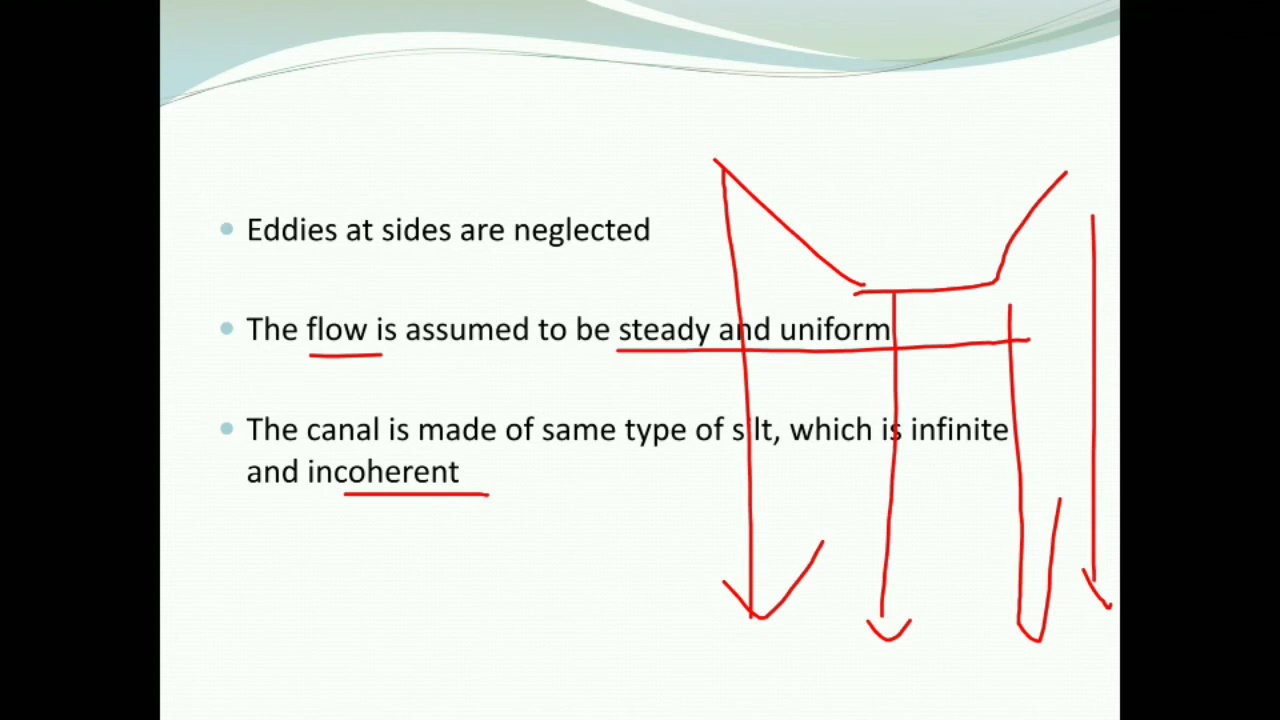 Eddies at sides are neglected
The flow is assumed to be steady and uniform
The canal is made of same type of silt, which is infinite
and incoherent